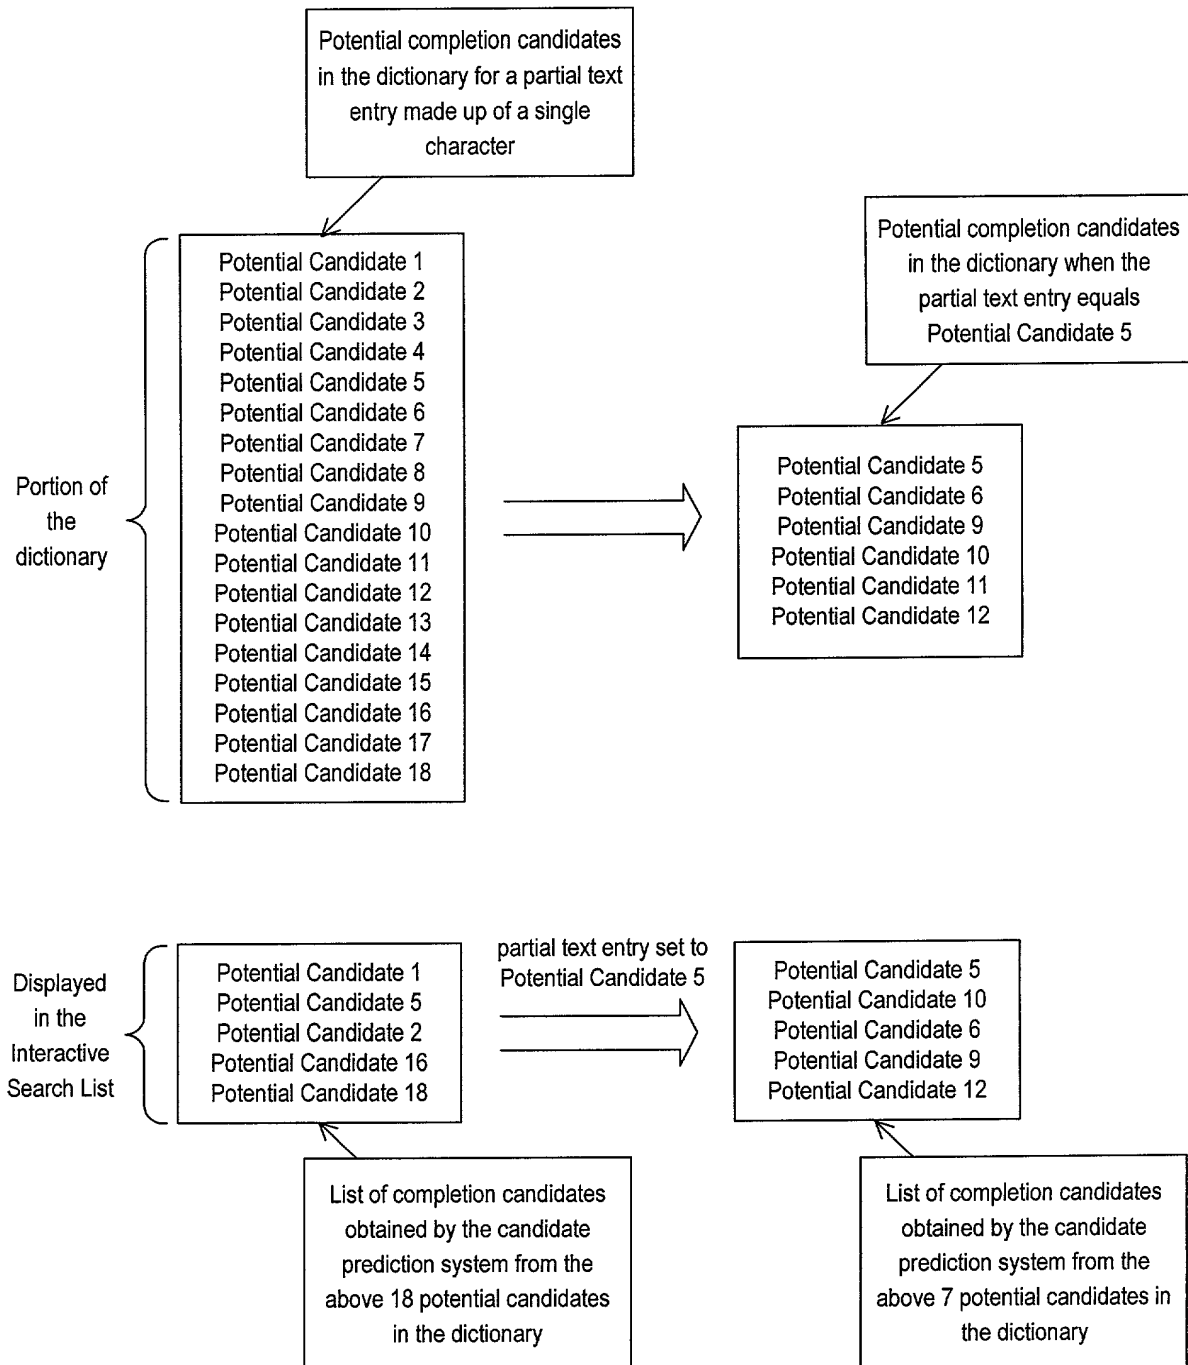 Potential completion candidates
in the dictionary for a partial text
entry made up of a single
character
Potential completion candidates
in the dictionary when the
partial text entry equals
Potential Candidate 5
Portion of
the
dictionary
Potential Candidate 1
Potential Candidate 2
Potential Candidate 3
Potential Candidate 4
Potential Candidate 5
Potential Candidate 6
Potential Candidate 7
Potential Candidate 8
Potential Candidate 9
Potential Candidate 10
Potential Candidate 11
Potential Candidate 12
Potential Candidate 13
Potential Candidate 14
Potential Candidate 15
Potential Candidate 16
Potential Candidate 17
Potential Candidate 18
Potential Candidate 5
Potential Candidate 6
Potential Candidate 9
Potential Candidate 10
Potential Candidate 11
Potential Candidate 12
Displayed
in the
Interactive
Search List
Potential Candidate 1
Potential Candidate 5
Potential Candidate 2
Potential Candidate 16
Potential Candidate 18
partial text entry set to
Potential Candidate 5
Potential Candidate 5
Potential Candidate 10
Potential Candidate 6
Potential Candidate 9
Potential Candidate 12
List of completion candidates
obtained by the candidate
prediction system from the
above 18 potential candidates
in the dictionary
List of completion candidates
obtained by the candidate
prediction system from the
above 7 potential candidates in
the dictionary